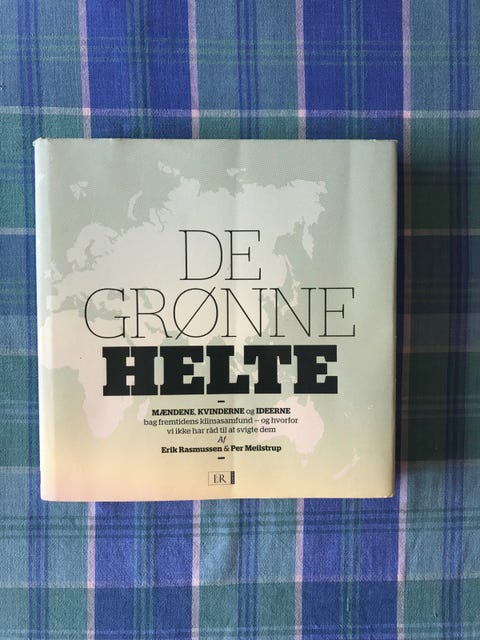 DE
GRØNNE
HELTE
MÆNDENE, KVINDERNE og IDEERNE
bag fremtidens klimasamfund – og hvorfor
vi ikke har råd til at svigte dem
Af
Erik Rasmussen & Per Meilstrup
ER